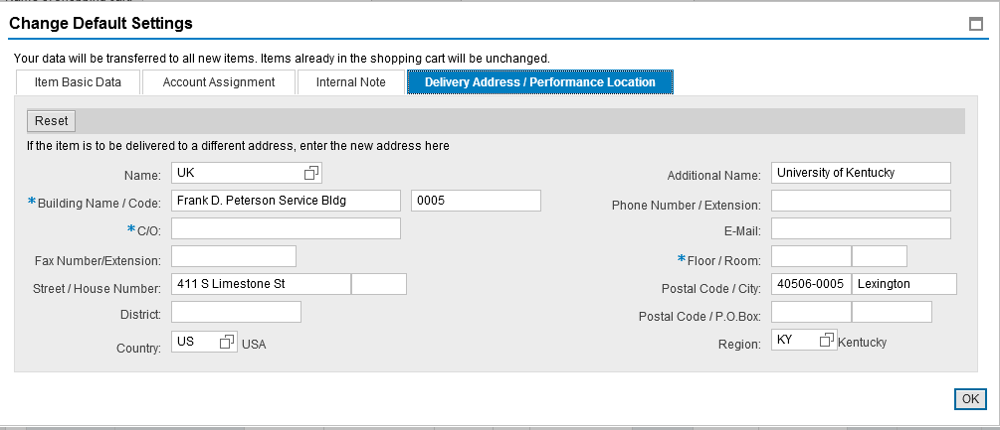 Change Default Settings
Your data will be transferred to all new items. Items already in the shopping cart will be unchanged.
Item Basic Data Account Assignment Internal Note Delivery Address / Performance Location
Reset
If the item is to be delivered to a different address, enter the new address here
Name: UK Additional Name: University of Kentucky
*Building Name / Code: Frank D. Peterson Service Bldg 0005 Phone Number / Extension:
*C/O: E-Mail:
Fax Number/Extension: *Floor / Room:
Street / House Number: 411 S Limestone St Postal Code / City: 40506-0005 Lexington
District: Postal Code / P.O.Box:
Country: US USA Region: KY Kentucky
OK